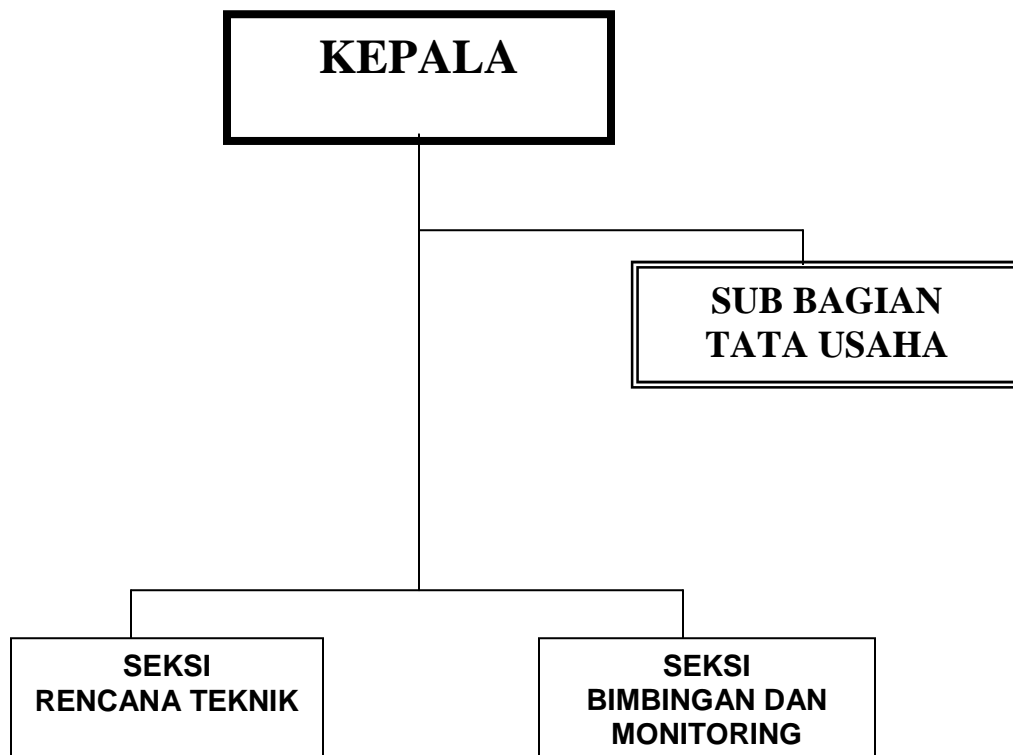 KEPALA
SUB BAGIAN
TATA USAHA
SEKSI
RENCANA TEKNIK
SEKSI
BIMBINGAN DAN
MONITORING